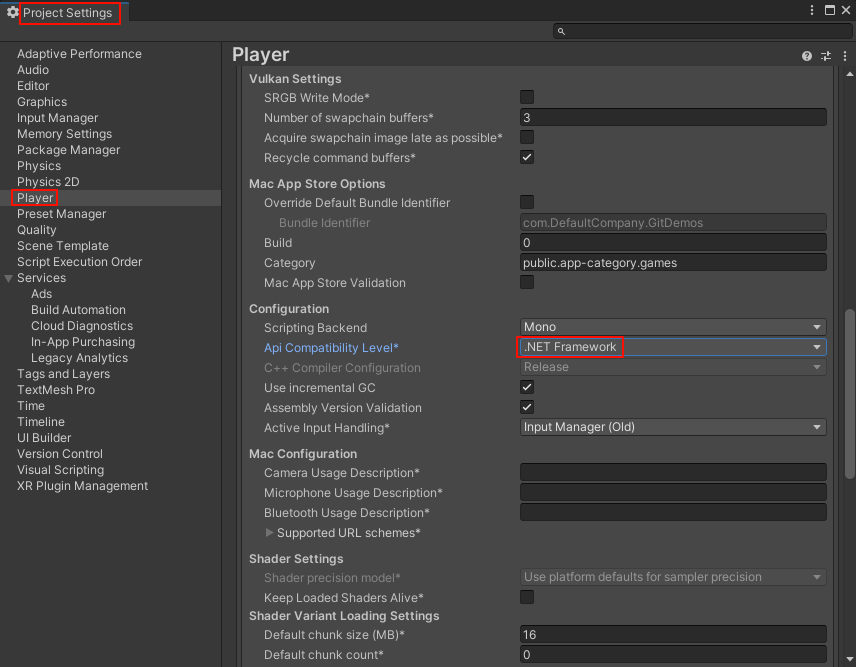 Project Settings
Adaptive Performance
Audio
Editor
Graphics
Input Manager
Memory Settings
Package Manager
Physics
Physics 2D
Player
Preset Manager
Quality
Scene Template
Script Execution Order
Services
Ads
Build Automation
Cloud Diagnostics
In-App Purchasing
Legacy Analytics
Tags and Layers
TextMesh Pro
Time
Timeline
UI Builder
Version Control
Visual Scripting
XR Plugin Management
Player
Vulkan Settings
SRGB Write Mode*
Number of swapchain buffers* 3
Acquire swapchain image late as possible*
Recycle command buffers*
Mac App Store Options
Override Default Bundle Identifier
Bundle Identifier com.DefaultCompany.GitDemos
Build 0
Category public.app-category.games
Mac App Store Validation
Configuration
Scripting Backend Mono
Api Compatibility Level* .NET Framework
C++ Compiler Configuration Release
Use incremental GC
Assembly Version Validation
Active Input Handling* Input Manager (Old)
Mac Configuration
Camera Usage Description*
Microphone Usage Description*
Bluetooth Usage Description*
Supported URL schemes*
Shader Settings
Shader precision model* Use platform defaults for sampler precision
Keep Loaded Shaders Alive*
Shader Variant Loading Settings
Default chunk size (MB)* 16
Default chunk count* 0